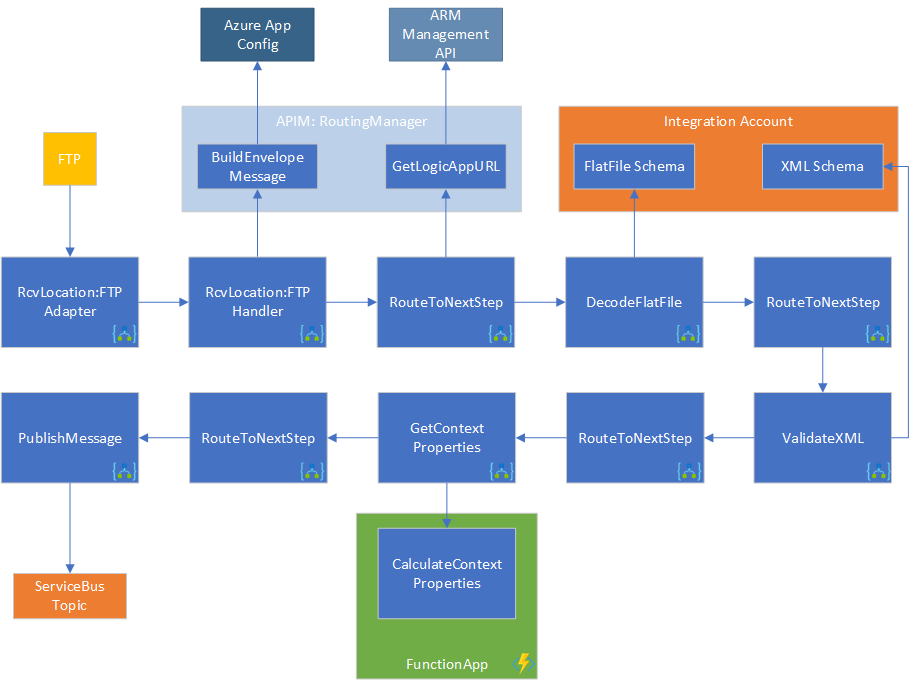 Azure App
Config
ARM
Management
API
APIM: RoutingManager
Integration Account
FTP
BuildEnvelope
Message
GetLogicAppURL
FlatFile Schema
XML Schema
RcvLocation:FTP
Adapter
RcvLocation:FTP
Handler
RouteToNextStep
DecodeFlatFile
RouteToNextStep
PublishMessage
RouteToNextStep
GetContext
Properties
RouteToNextStep
ValidateXML
CalculateContext
Properties
ServiceBus
Topic
FunctionApp